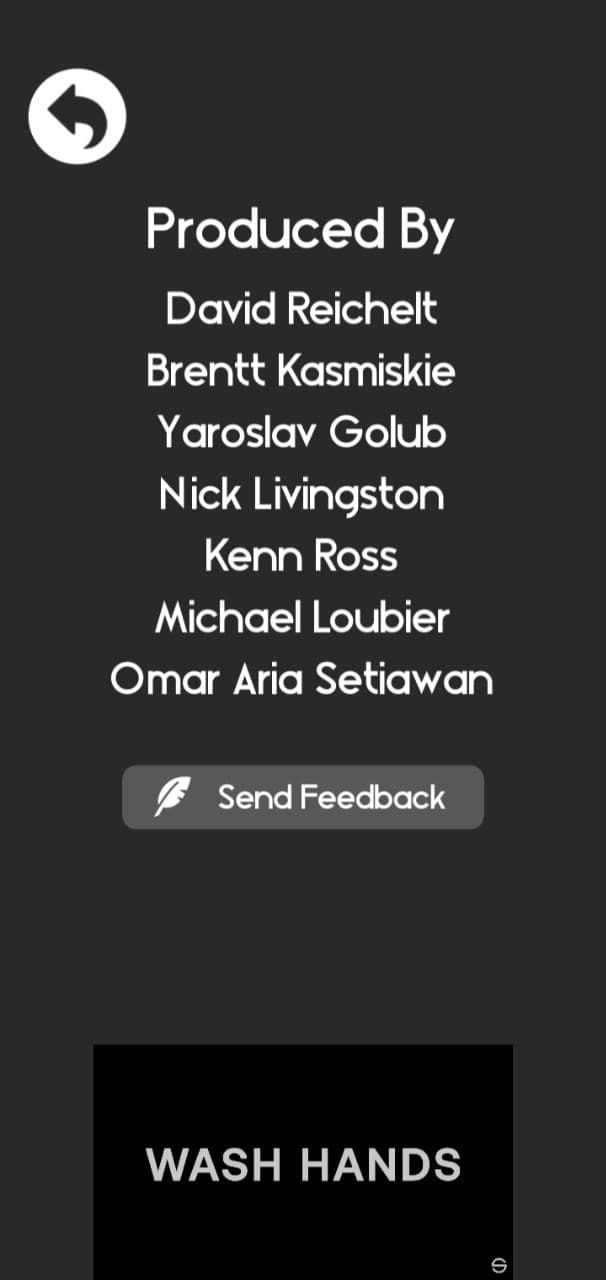 Produced By
David Reichelt
Brentt Kasmiskie
Yaroslav Golub
Nick Livingston
Kenn Ross
Michael Loubier
Omar Aria Setiawan
Send Feedback
WASH HANDS